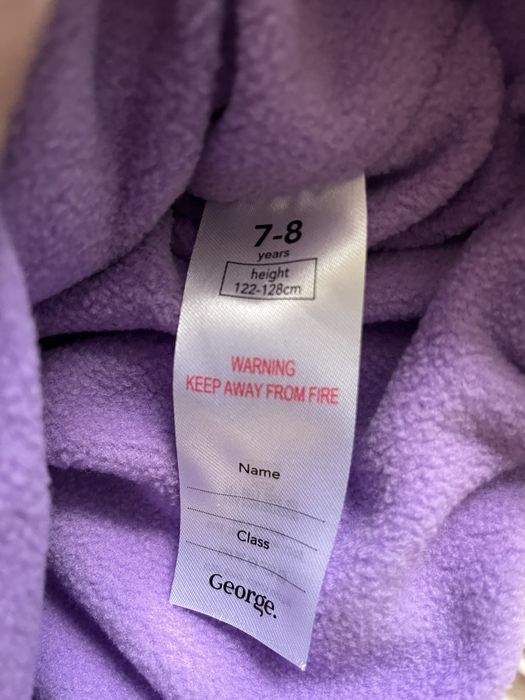 7-8
years
height
122-128cm
WARNING
KEEP AWAY FROM FIRE
Name
Class
George.